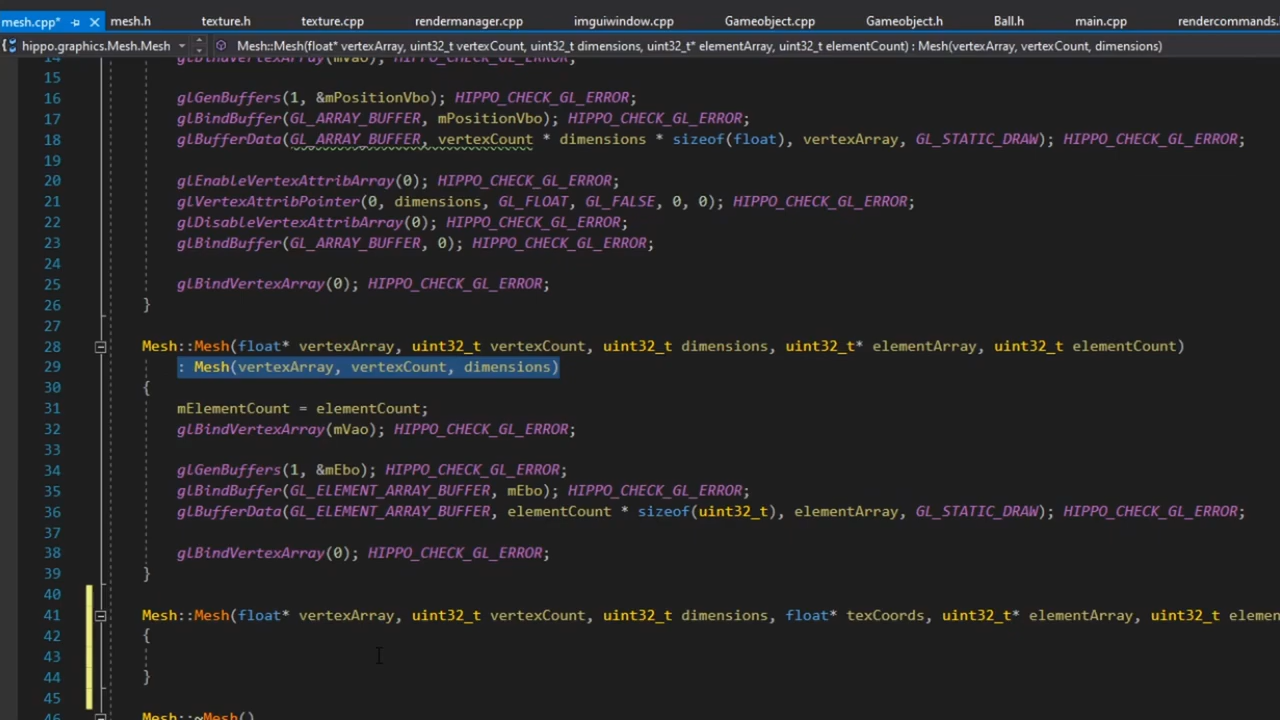 mesh.cpp* mesh.h texture.h texture.cpp rendermanager.cpp imguiwindow.cpp Gameobject.cpp Gameobject.h Ball.h main.cpp rendercommands.
hippo.graphics.Mesh.Mesh Mesh::Mesh(float* vertexArray, uint32_t vertexCount, uint32_t dimensions, uint32_t* elementArray, uint32_t elementCount) : Mesh(vertexArray, vertexCount, dimensions)
14 glBindVertexArray(mVao); HIPPO_CHECK_GL_ERROR;
15
16 glGenBuffers(1, &mPositionVbo); HIPPO_CHECK_GL_ERROR;
17 glBindBuffer(GL_ARRAY_BUFFER, mPositionVbo); HIPPO_CHECK_GL_ERROR;
18 glBufferData(GL_ARRAY_BUFFER, vertexCount * dimensions * sizeof(float), vertexArray, GL_STATIC_DRAW); HIPPO_CHECK_GL_ERROR;
19
20 glEnableVertexAttribArray(0); HIPPO_CHECK_GL_ERROR;
21 glVertexAttribPointer(0, dimensions, GL_FLOAT, GL_FALSE, 0, 0); HIPPO_CHECK_GL_ERROR;
22 glDisableVertexAttribArray(0); HIPPO_CHECK_GL_ERROR;
23 glBindBuffer(GL_ARRAY_BUFFER, 0); HIPPO_CHECK_GL_ERROR;
24
25 glBindVertexArray(0); HIPPO_CHECK_GL_ERROR;
26 }
27
28 Mesh::Mesh(float* vertexArray, uint32_t vertexCount, uint32_t dimensions, uint32_t* elementArray, uint32_t elementCount)
29 : Mesh(vertexArray, vertexCount, dimensions)
30 {
31 mElementCount = elementCount;
32 glBindVertexArray(mVao); HIPPO_CHECK_GL_ERROR;
33
34 glGenBuffers(1, &mEbo); HIPPO_CHECK_GL_ERROR;
35 glBindBuffer(GL_ELEMENT_ARRAY_BUFFER, mEbo); HIPPO_CHECK_GL_ERROR;
36 glBufferData(GL_ELEMENT_ARRAY_BUFFER, elementCount * sizeof(uint32_t), elementArray, GL_STATIC_DRAW); HIPPO_CHECK_GL_ERROR;
37
38 glBindVertexArray(0); HIPPO_CHECK_GL_ERROR;
39 }
40
41 Mesh::Mesh(float* vertexArray, uint32_t vertexCount, uint32_t dimensions, float* texCoords, uint32_t* elementArray, uint32_t elemen
42 {
43
44 }
45
46 Mesh::~Mesh()